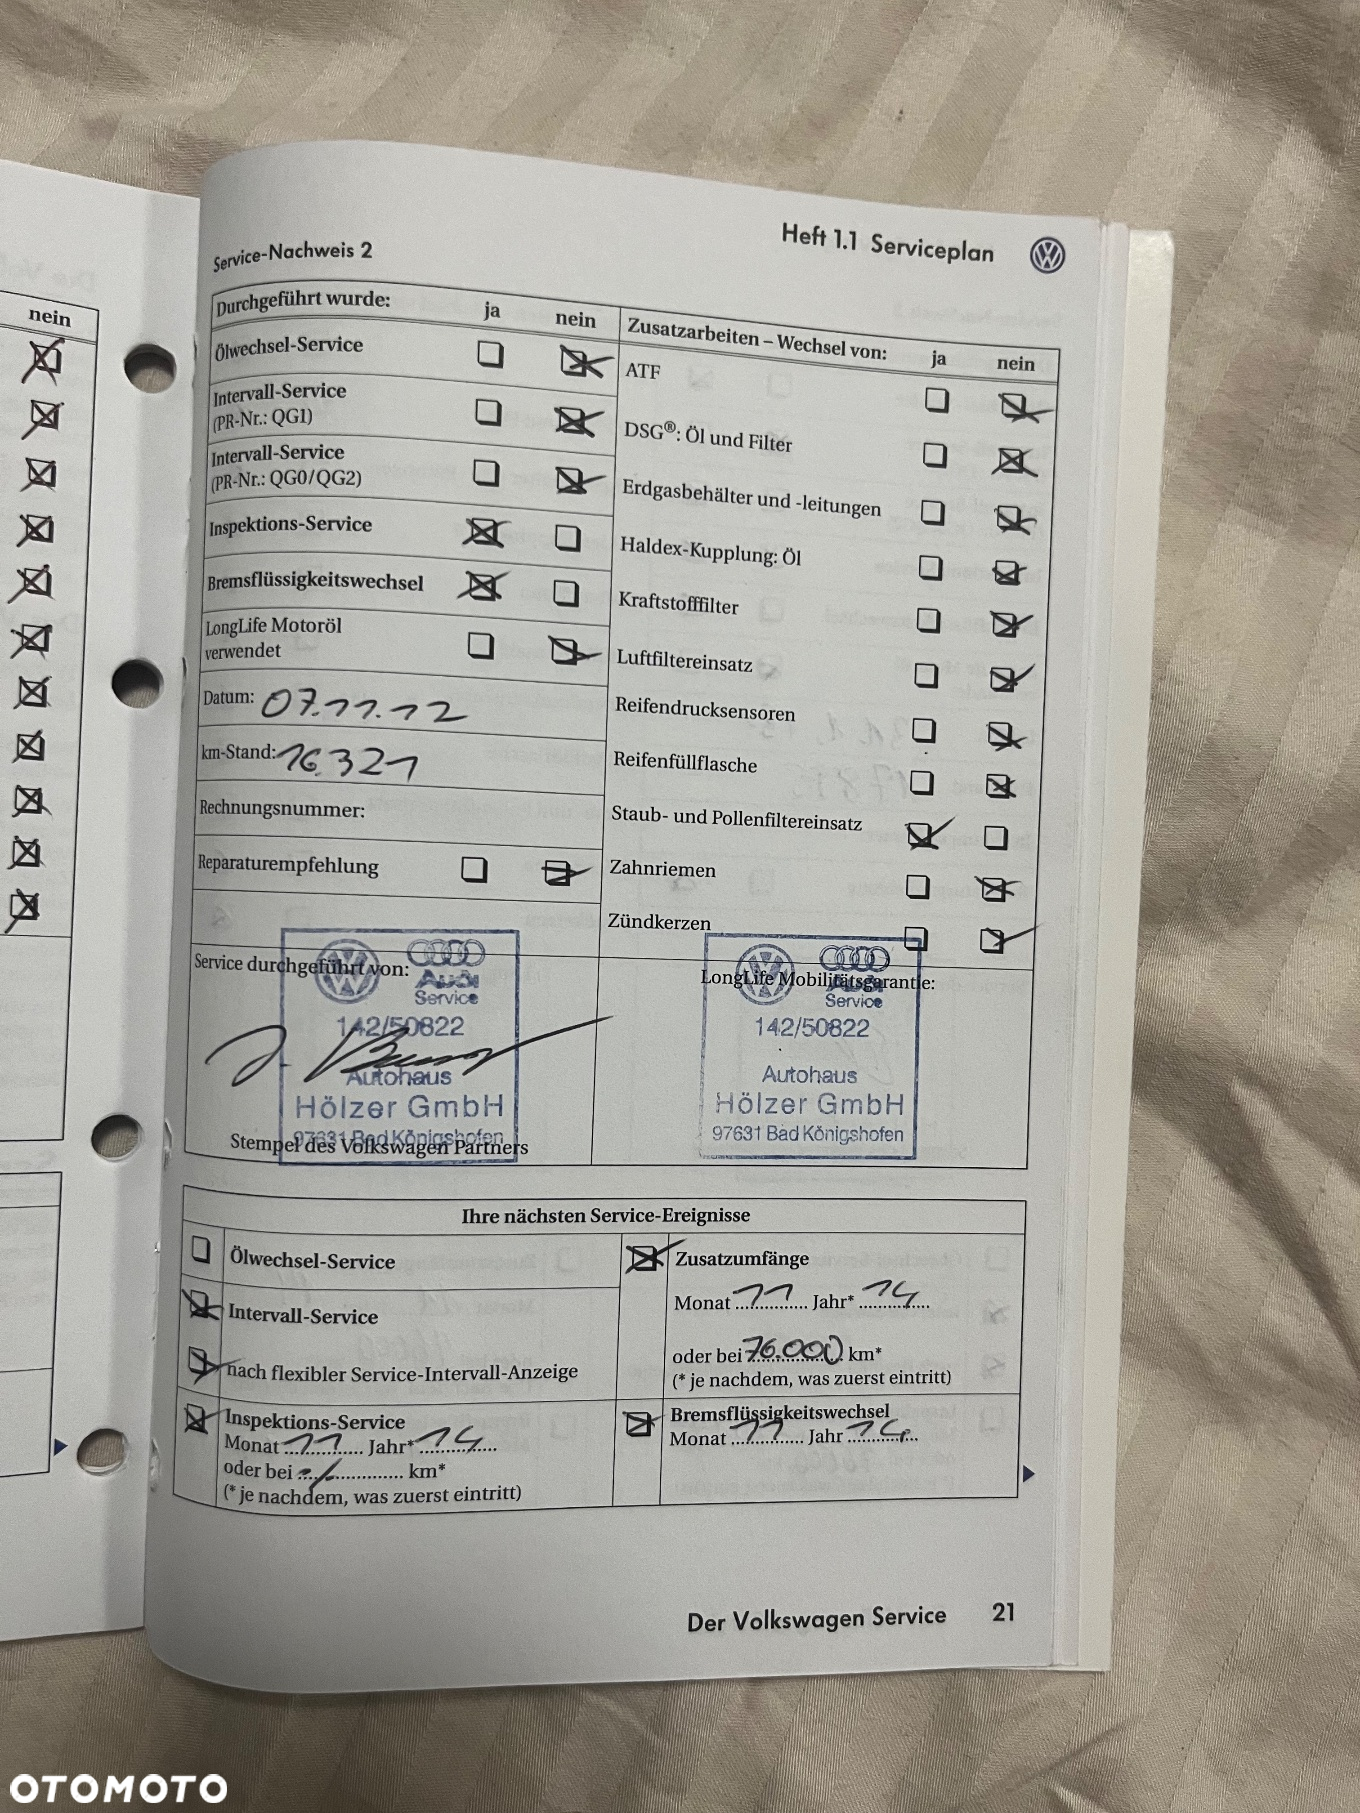 nein
Heft 1.1 Serviceplan
Service-Nachweis 2
Durchgeführt wurde: ja nein
Ölwechsel-Service
Intervall-Service
(PR-Nr.: QG1)
Intervall-Service
(PR-Nr.: QG0/QG2)
Inspektions-Service
Bremsflüssigkeitswechsel
LongLife Motoröl
verwendet
Datum: 07.11.12
km-Stand: 16.321
Rechnungsnummer:
Reparaturempfehlung
Zusatzarbeiten – Wechsel von: ja nein
ATF
DSG®: Öl und Filter
Erdgasbehälter und -leitungen
Haldex-Kupplung: Öl
Kraftstofffilter
Luftfiltereinsatz
Reifendrucksensoren
Reifenfüllflasche
Staub- und Pollenfiltereinsatz
Zahnriemen
Zündkerzen
Service durchgeführt von:
Audi
Service
142/50822
Autohaus
Hölzer GmbH
97631 Bad Königshofen
Stempel des Volkswagen Partners
LongLife Mobilitätsgarantie:
Audi
Service
142/50822
Autohaus
Hölzer GmbH
97631 Bad Königshofen
Ihre nächsten Service-Ereignisse
Ölwechsel-Service
Intervall-Service
nach flexibler Service-Intervall-Anzeige
Inspektions-Service
Monat 11 Jahr* 14
oder bei ./. km*
(* je nachdem, was zuerst eintritt)
Zusatzumfänge
Monat 11 Jahr* 14
oder bei 76.000 km*
(* je nachdem, was zuerst eintritt)
Bremsflüssigkeitswechsel
Monat 11 Jahr 14
Der Volkswagen Service 21
OTOMOTO